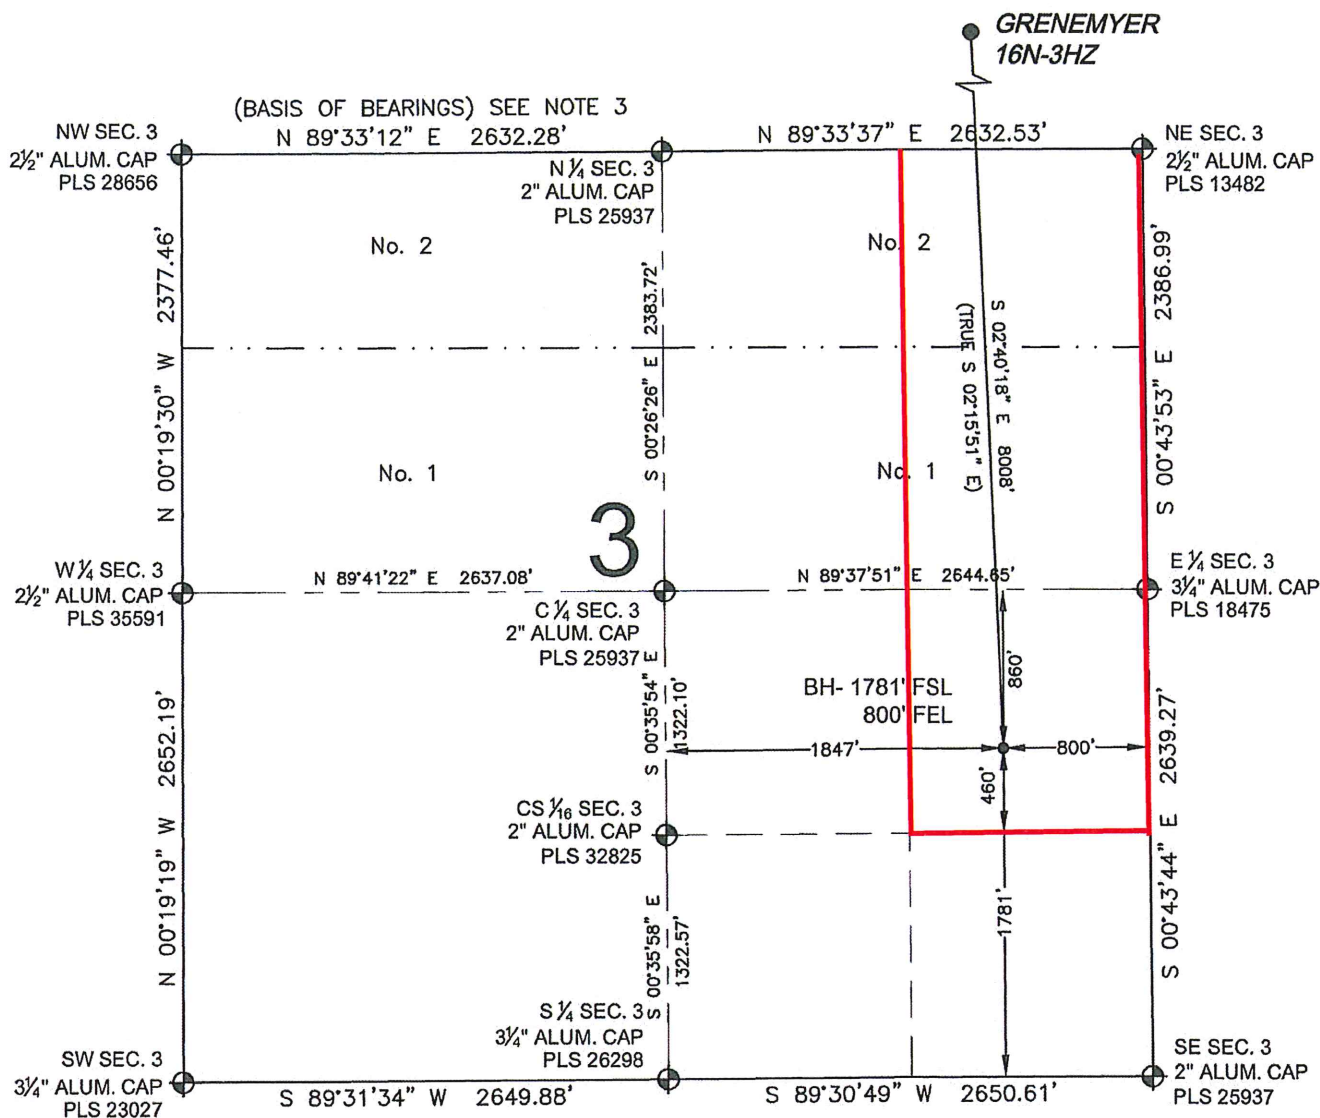 GRENEMYER
16N-3HZ
(BASIS OF BEARINGS) SEE NOTE 3
N 89°33'12" E 2632.28'
N 89°33'37" E 2632.53'
NW SEC. 3
2½" ALUM. CAP
PLS 28656
N ¼ SEC. 3
2" ALUM. CAP
PLS 25937
NE SEC. 3
2½" ALUM. CAP
PLS 13482
No. 2
No. 2
N 00°19'30" W 2377.46'
S 00°26'26" E 2383.72'
S 02°40'18" E 8008'
(TRUE S 02°15'51" E)
S 00°43'53" E 2386.99'
No. 1
No. 1
3
W ¼ SEC. 3
2½" ALUM. CAP
PLS 35591
N 89°41'22" E 2637.08'
N 89°37'51" E 2644.65'
E ¼ SEC. 3
3¼" ALUM. CAP
PLS 18475
C ¼ SEC. 3
2" ALUM. CAP
PLS 25937
860'
BH- 1781' FSL
800' FEL
S 00°35'54" E
1322.10'
1847'
800'
460'
N 00°19'19" W 2652.19'
S 00°43'44" E 2639.27'
CS 1⁄16 SEC. 3
2" ALUM. CAP
PLS 32825
1781'
S 00°35'58" E
1322.57'
S ¼ SEC. 3
3¼" ALUM. CAP
PLS 26298
SW SEC. 3
3¼" ALUM. CAP
PLS 23027
S 89°31'34" W 2649.88'
S 89°30'49" W 2650.61'
SE SEC. 3
2" ALUM. CAP
PLS 25937